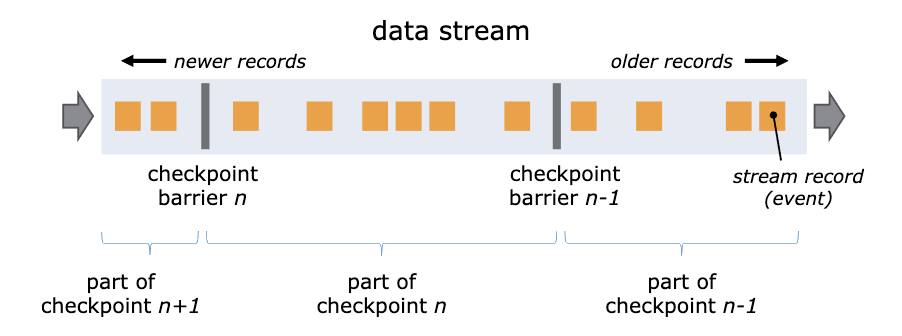 data stream
newer records
older records
checkpoint
barrier n
checkpoint
barrier n-1
stream record
(event)
part of
checkpoint n+1
part of
checkpoint n
part of
checkpoint n-1